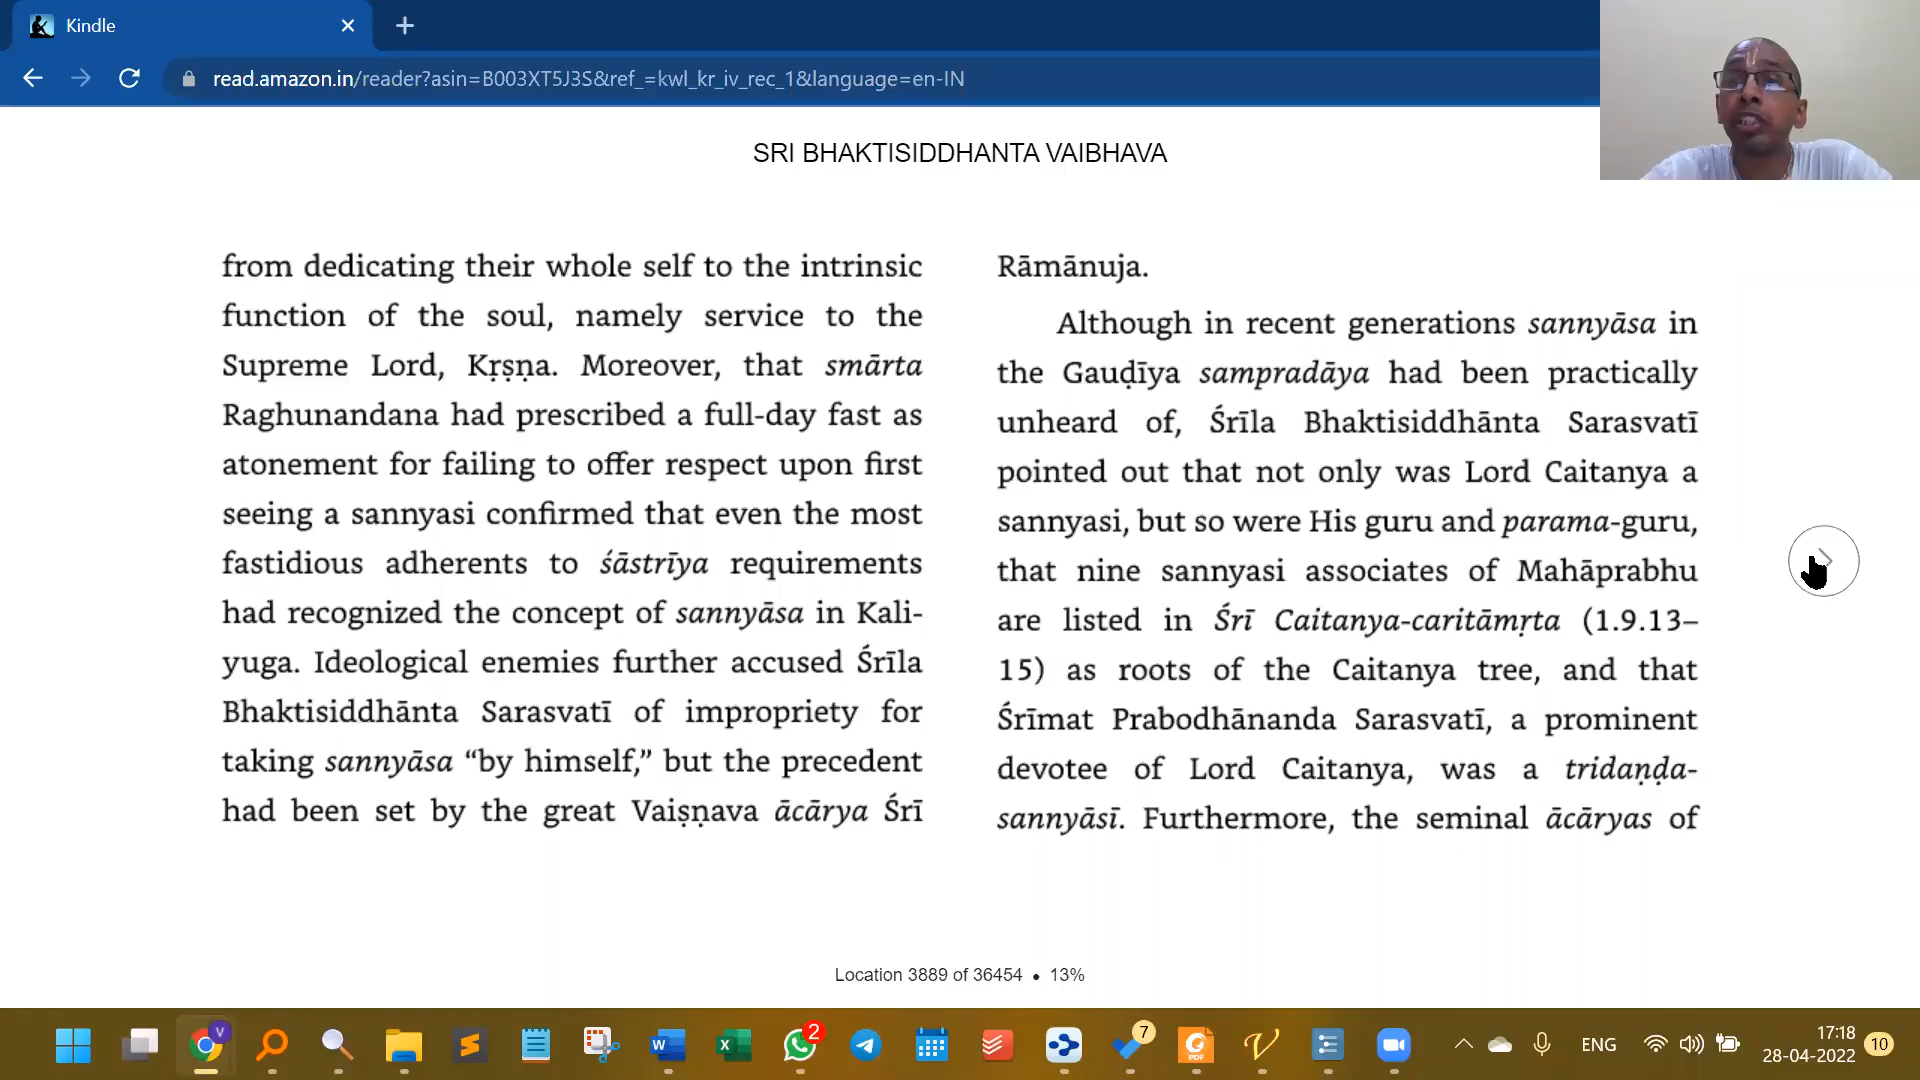 Kindle
read.amazon.in/reader?asin=B003XT5J3S&ref_=kwl_kr_iv_rec_1&language=en-IN
SRI BHAKTISIDDHANTA VAIBHAVA
from dedicating their whole self to the intrinsic
function of the soul, namely service to the
Supreme Lord, Kṛṣṇa. Moreover, that smārta
Raghunandana had prescribed a full-day fast as
atonement for failing to offer respect upon first
seeing a sannyasi confirmed that even the most
fastidious adherents to śāstrīya requirements
had recognized the concept of sannyāsa in Kali-
yuga. Ideological enemies further accused Śrīla
Bhaktisiddhānta Sarasvatī of impropriety for
taking sannyāsa “by himself,” but the precedent
had been set by the great Vaiṣṇava ācārya Śrī
Rāmānuja.
Although in recent generations sannyāsa in
the Gauḍīya sampradāya had been practically
unheard of, Śrīla Bhaktisiddhānta Sarasvatī
pointed out that not only was Lord Caitanya a
sannyasi, but so were His guru and parama-guru,
that nine sannyasi associates of Mahāprabhu
are listed in Śrī Caitanya-caritāmṛta (1.9.13–
15) as roots of the Caitanya tree, and that
Śrīmat Prabodhānanda Sarasvatī, a prominent
devotee of Lord Caitanya, was a tridaṇḍa-
sannyāsī. Furthermore, the seminal ācāryas of
Location 3889 of 36454 • 13%
V
2
7
PDF
ENG
17:18
28-04-2022
10